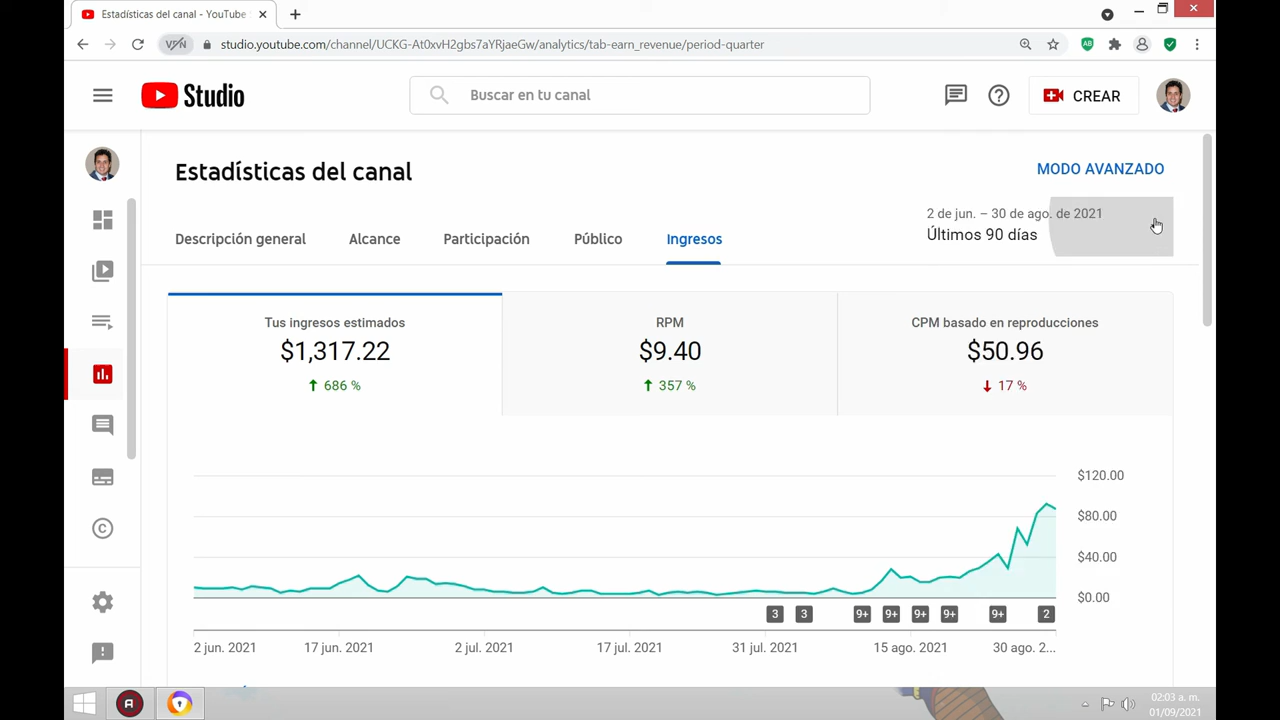 Estadísticas del canal - YouTube
studio.youtube.com/channel/UCKG-At0xvH2gbs7aYRjaeGw/analytics/tab-earn_revenue/period-quarter
VPN
AB
Studio
Buscar en tu canal
CREAR
Estadísticas del canal
MODO AVANZADO
2 de jun. – 30 de ago. de 2021
Últimos 90 días
Descripción general
Alcance
Participación
Público
Ingresos
Tus ingresos estimados
$1,317.22
686 %
RPM
$9.40
357 %
CPM basado en reproducciones
$50.96
17 %
$120.00
$80.00
$40.00
$0.00
3 3 9+ 9+ 9+ 9+ 9+ 2
2 jun. 2021 17 jun. 2021 2 jul. 2021 17 jul. 2021 31 jul. 2021 15 ago. 2021 30 ago. 2...
02:03 a. m.
01/09/2021